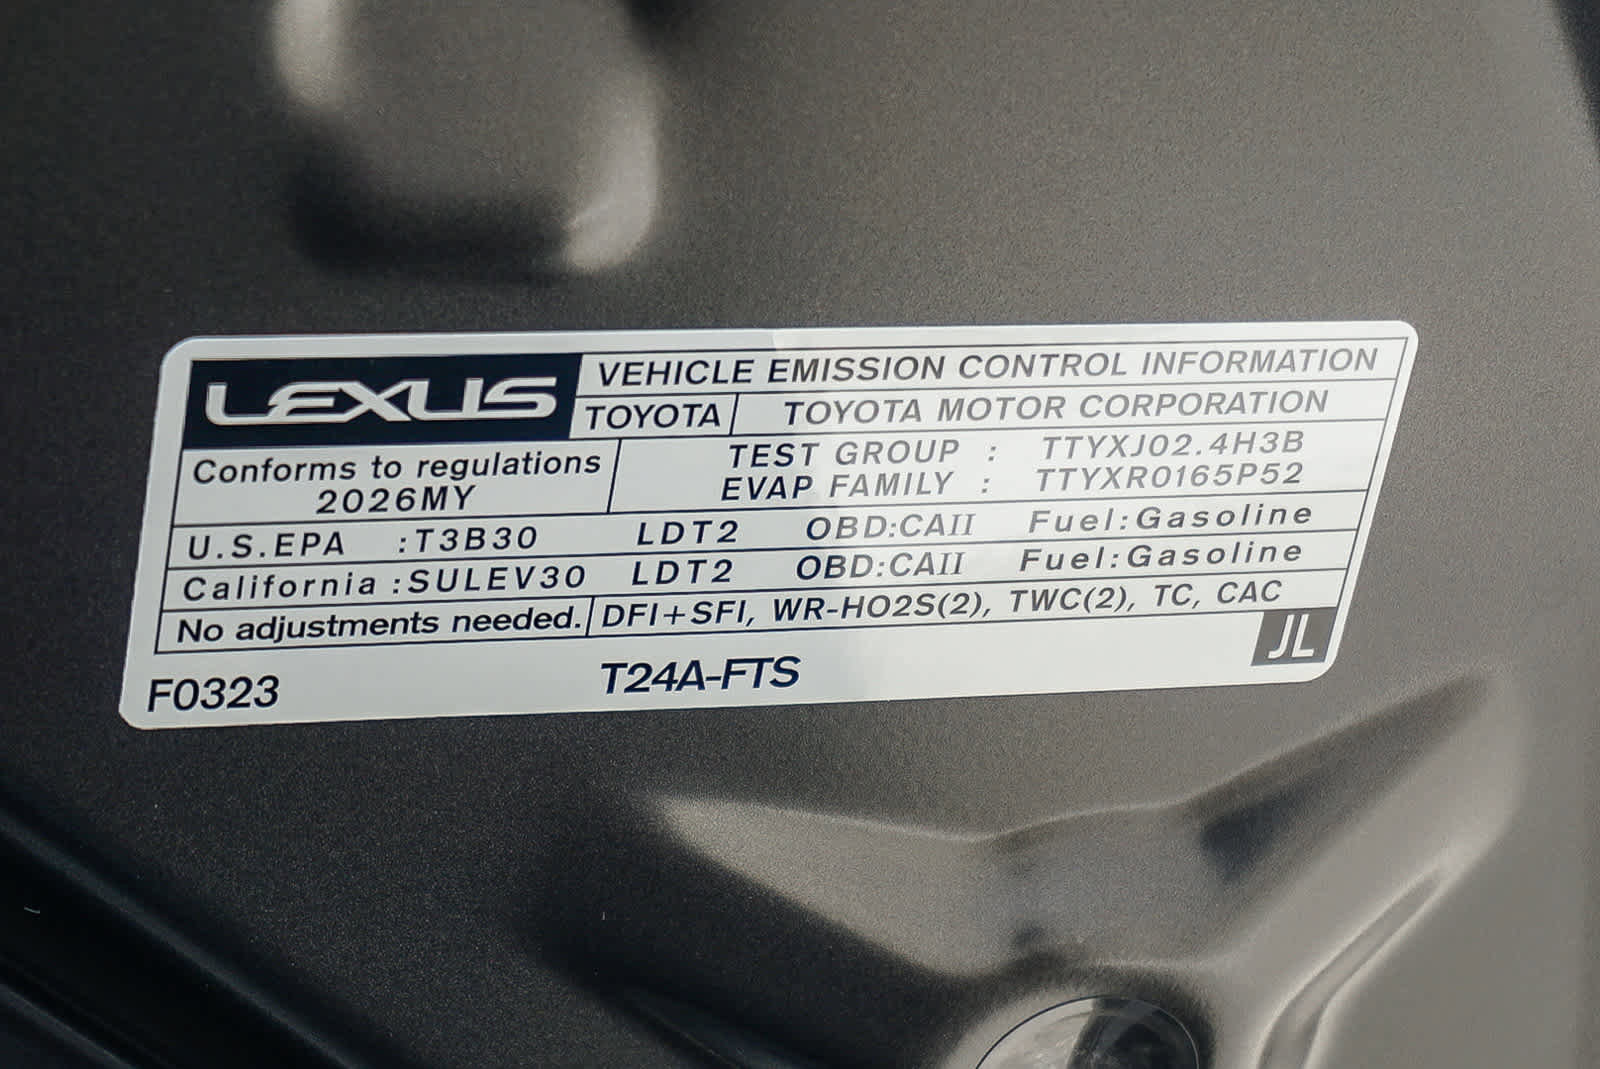 LEXUS VEHICLE EMISSION CONTROL INFORMATION
TOYOTA TOYOTA MOTOR CORPORATION
Conforms to regulations
2026MY
TEST GROUP : TTYXJ02.4H3B
EVAP FAMILY : TTYXR0165P52
U.S.EPA :T3B30 LDT2 OBD:CAII Fuel:Gasoline
California :SULEV30 LDT2 OBD:CAII Fuel:Gasoline
No adjustments needed. DFI+SFI, WR-HO2S(2), TWC(2), TC, CAC
F0323 T24A-FTS JL